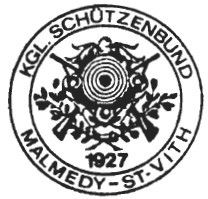 KGL. SCHÜTZENBUND
1927
MALMEDY-ST-VITH